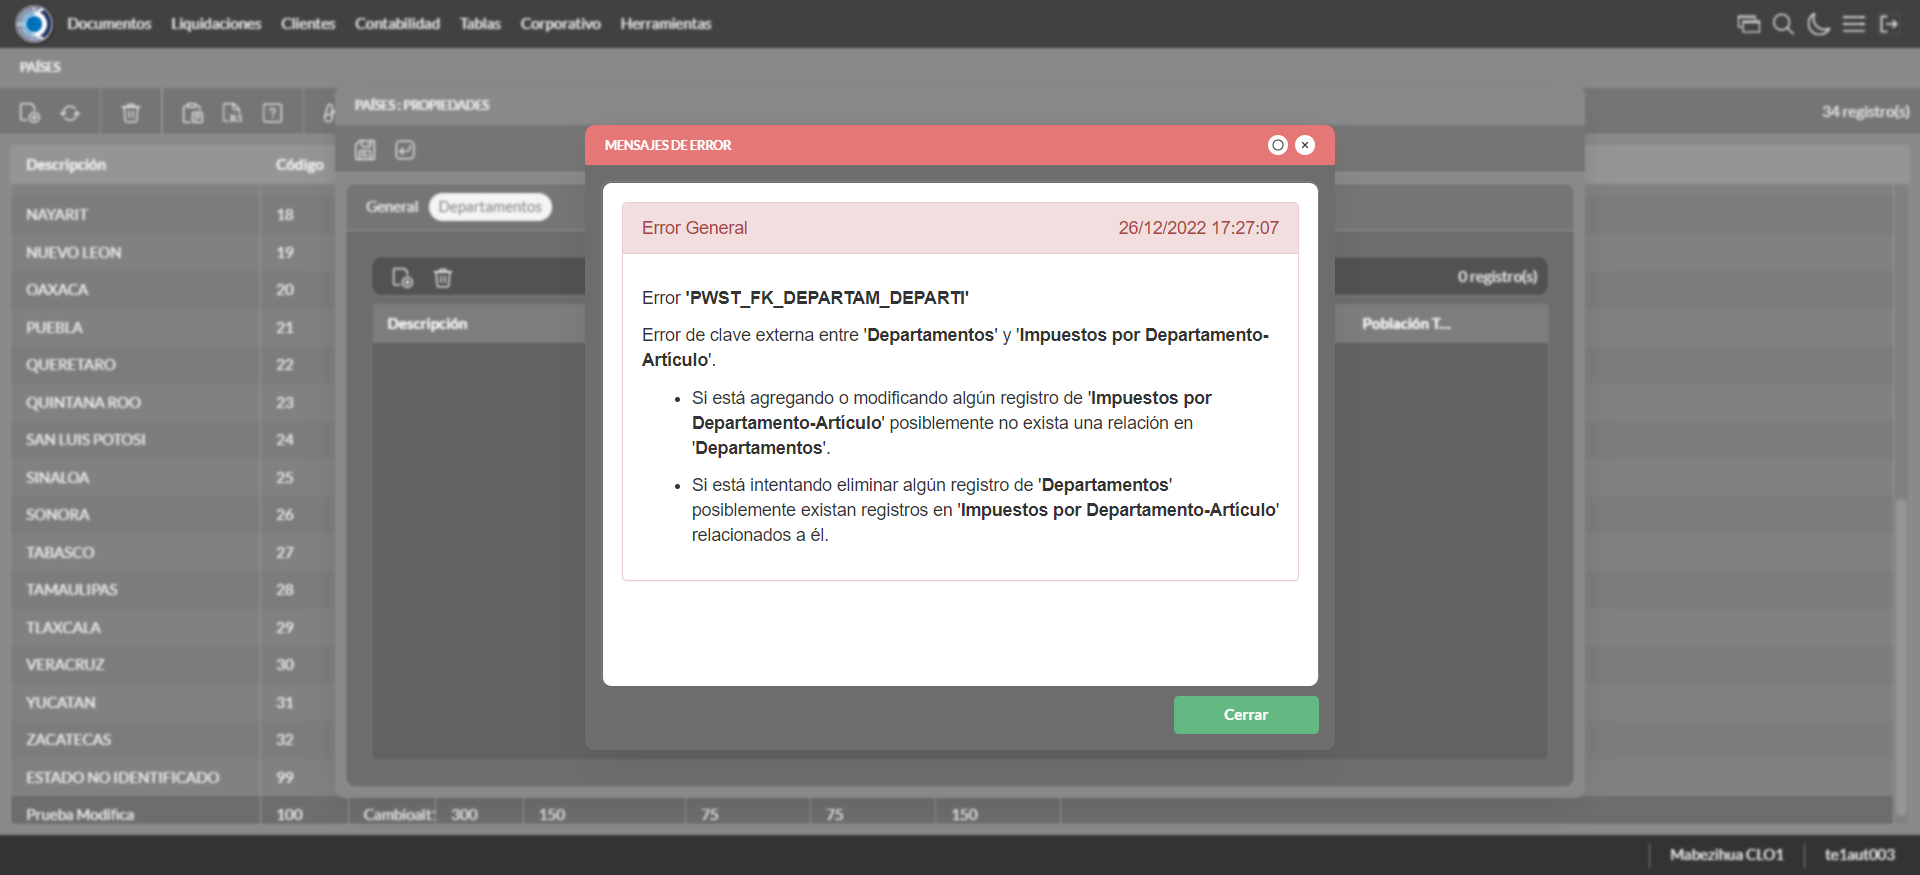 Documentos Liquidaciones Clientes Contabilidad Tablas Corporativo Herramientas
PAÍSES
34 registro(s)
PAÍSES : PROPIEDADES
MENSAJES DE ERROR
Descripción Código
General Departamentos
0 registro(s)
Descripción Población T...
NAYARIT 18
NUEVO LEON 19
OAXACA 20
PUEBLA 21
QUERETARO 22
QUINTANA ROO 23
SAN LUIS POTOSI 24
SINALOA 25
SONORA 26
TABASCO 27
TAMAULIPAS 28
TLAXCALA 29
VERACRUZ 30
YUCATAN 31
ZACATECAS 32
ESTADO NO IDENTIFICADO 99
Prueba Modifica 100 Cambioalt 300 150 75 75 150
Error General 26/12/2022 17:27:07
Error 'PWST_FK_DEPARTAM_DEPARTI'
Error de clave externa entre 'Departamentos' y 'Impuestos por Departamento-
Artículo'.
• Si está agregando o modificando algún registro de 'Impuestos por
Departamento-Artículo' posiblemente no exista una relación en
'Departamentos'.
• Si está intentando eliminar algún registro de 'Departamentos'
posiblemente existan registros en 'Impuestos por Departamento-Artículo'
relacionados a él.
Cerrar
Mabezihua CLO1 te1aut003